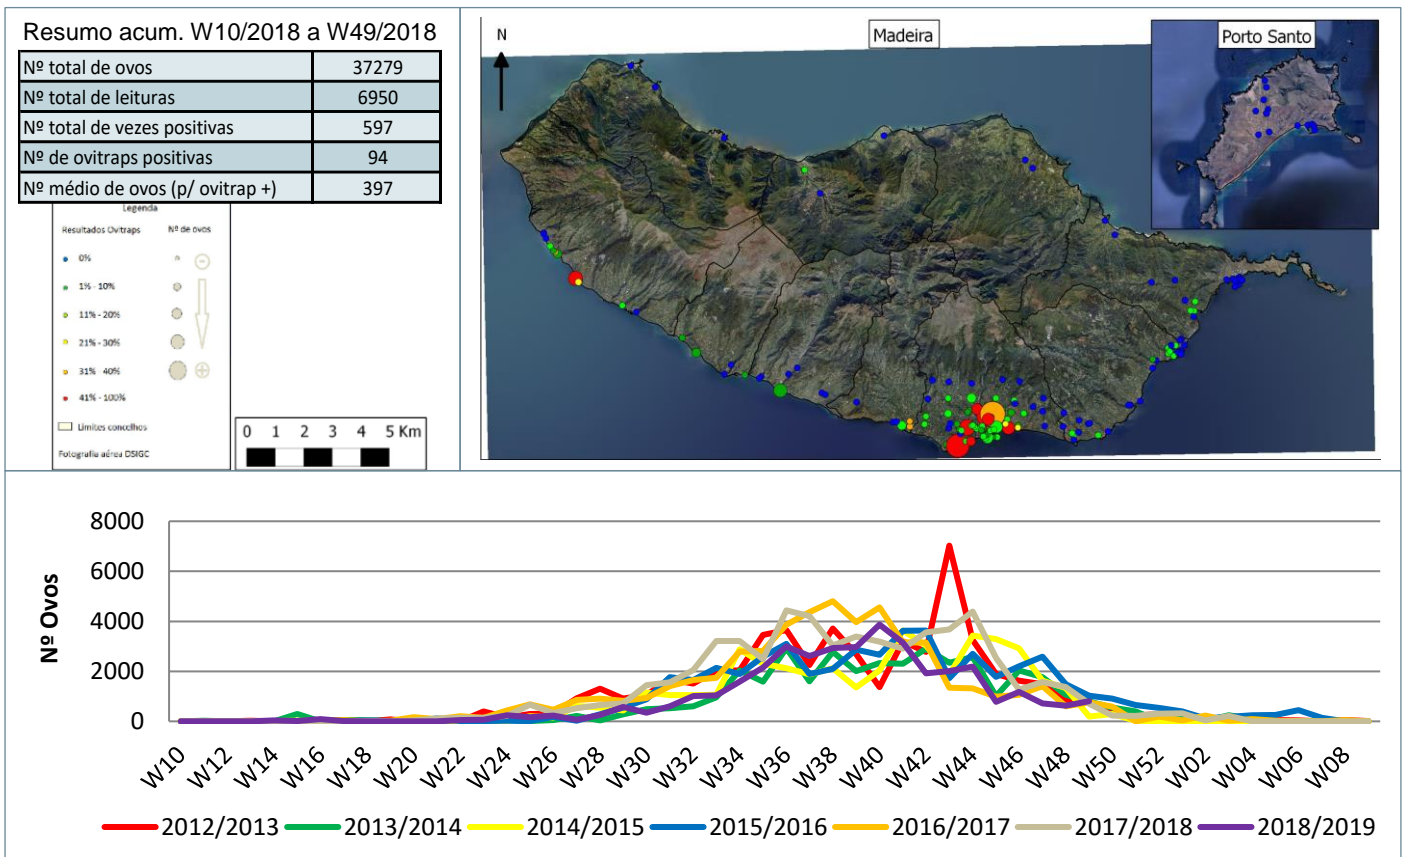 Resumo acum. W10/2018 a W49/2018
Nº total de ovos 37279
Nº total de leituras 6950
Nº total de vezes positivas 597
Nº de ovitraps positivas 94
Nº médio de ovos (p/ ovitrap +) 397
Legenda
Resultados Ovitraps Nº de ovos
0%
1% - 10%
11% - 20%
21% - 30%
31% - 40%
41% - 100%
Limites concelhos
Fotografia aérea DSIGC
0 1 2 3 4 5 Km
N
Madeira
Porto Santo
8000
6000
4000
2000
0
Nº Ovos
W10 W12 W14 W16 W18 W20 W22 W24 W26 W28 W30 W32 W34 W36 W38 W40 W42 W44 W46 W48 W50 W52 W02 W04 W06 W08
2012/2013 2013/2014 2014/2015 2015/2016 2016/2017 2017/2018 2018/2019